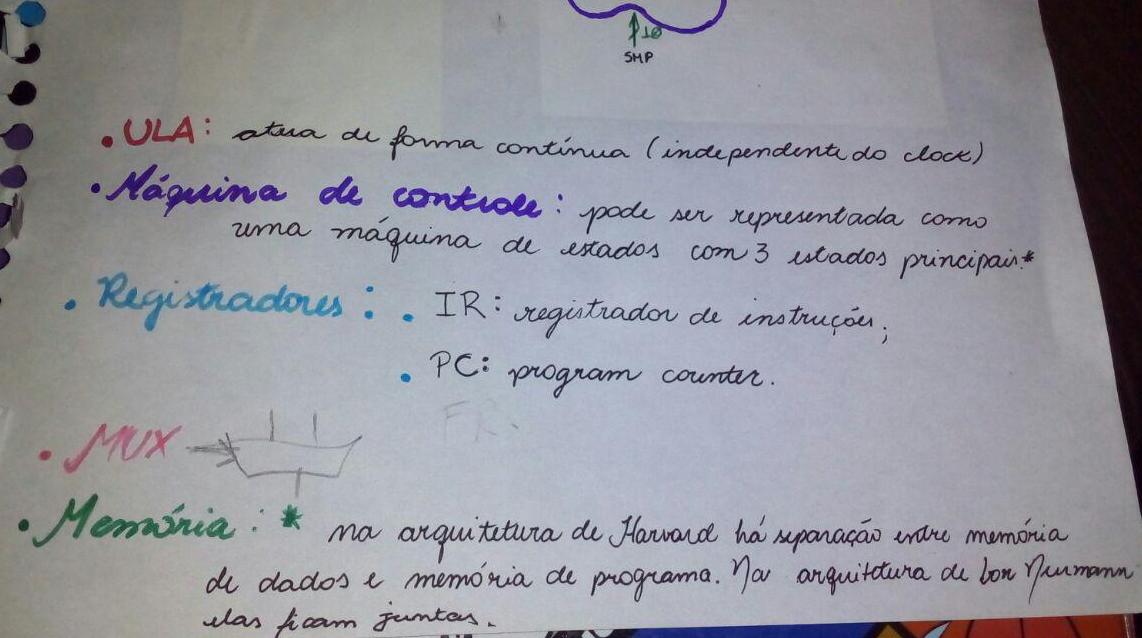 10
SMP
• ULA: atua de forma contínua (independente do clock)
• Máquina de controle: pode ser representada como
uma máquina de estados com 3 estados principais.*
• Registradores: • IR: registrador de instruções;
• PC: program counter.
FR:
• MUX
• Memória: * na arquitetura de Harvard há separação entre memória
de dados e memória de programa. Na arquitetura de Von Neumann
elas ficam juntas.